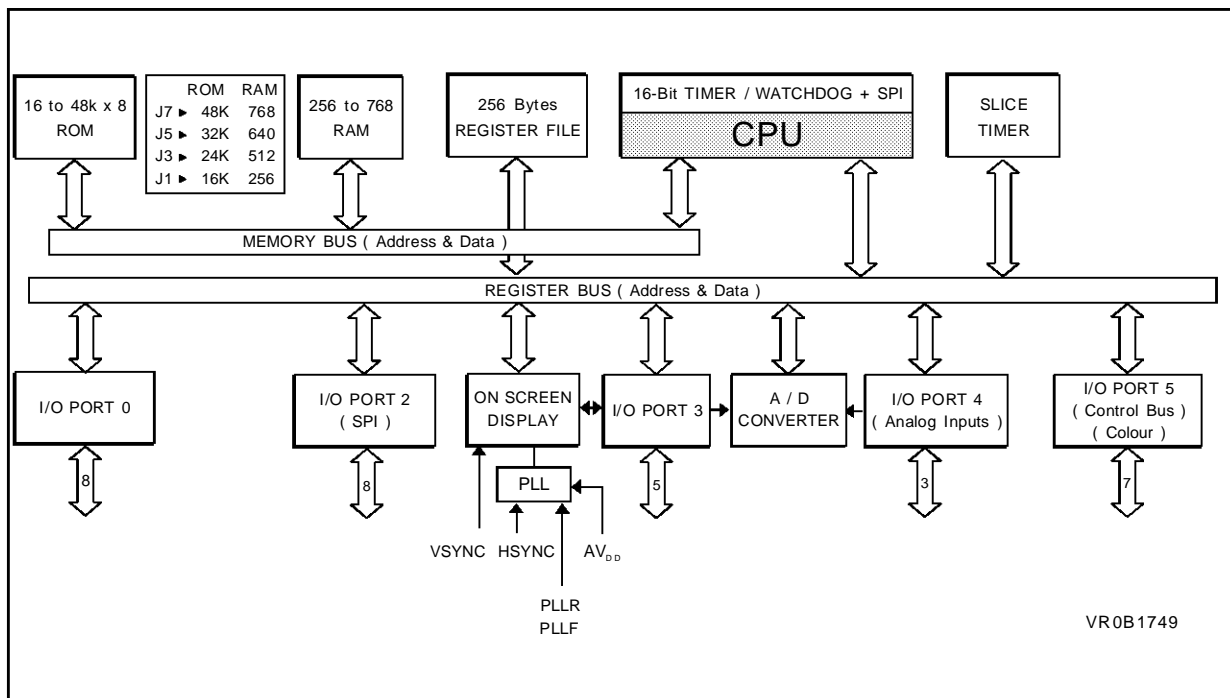 16 to 48k x 8
ROM
ROM RAM
J7 ► 48K 768
J5 ► 32K 640
J3 ► 24K 512
J1 ► 16K 256
256 to 768
RAM
256 Bytes
REGISTER FILE
16-Bit TIMER / WATCHDOG + SPI
CPU
SLICE
TIMER
MEMORY BUS ( Address & Data )
REGISTER BUS ( Address & Data )
I/O PORT 0
I/O PORT 2
( SPI )
ON SCREEN
DISPLAY
I/O PORT 3
A / D
CONVERTER
I/O PORT 4
( Analog Inputs )
I/O PORT 5
( Control Bus )
( Colour )
8
8
PLL
5
3
7
VSYNC HSYNC AVDD
PLLR
PLLF
VR0B1749